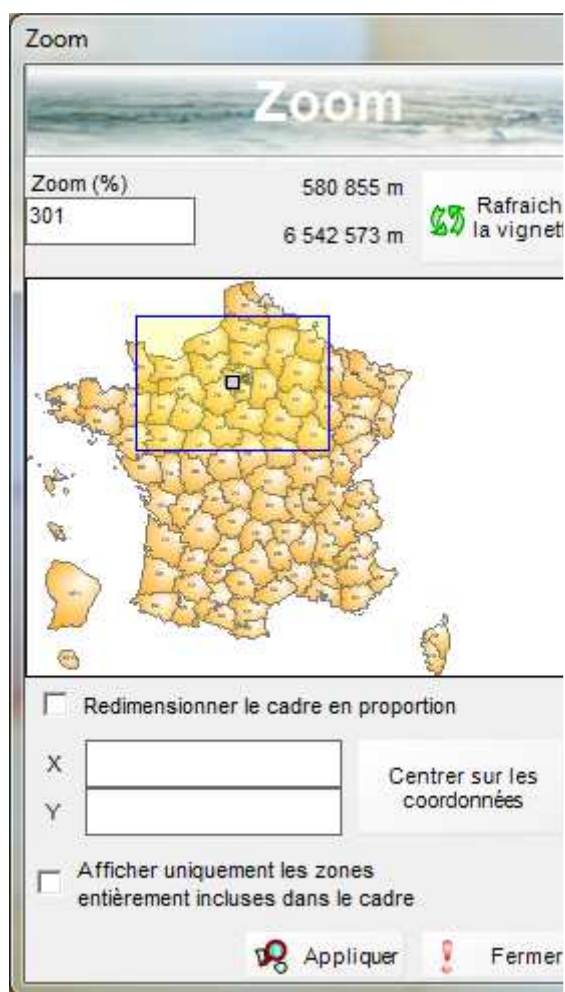 Zoom
Zoom
Zoom (%)
580 855 m
301
6 542 573 m
Rafraich
la vignett
Redimensionner le cadre en proportion
X
Centrer sur les
coordonnées
Y
Afficher uniquement les zones
entièrement incluses dans le cadre
Appliquer
Fermer